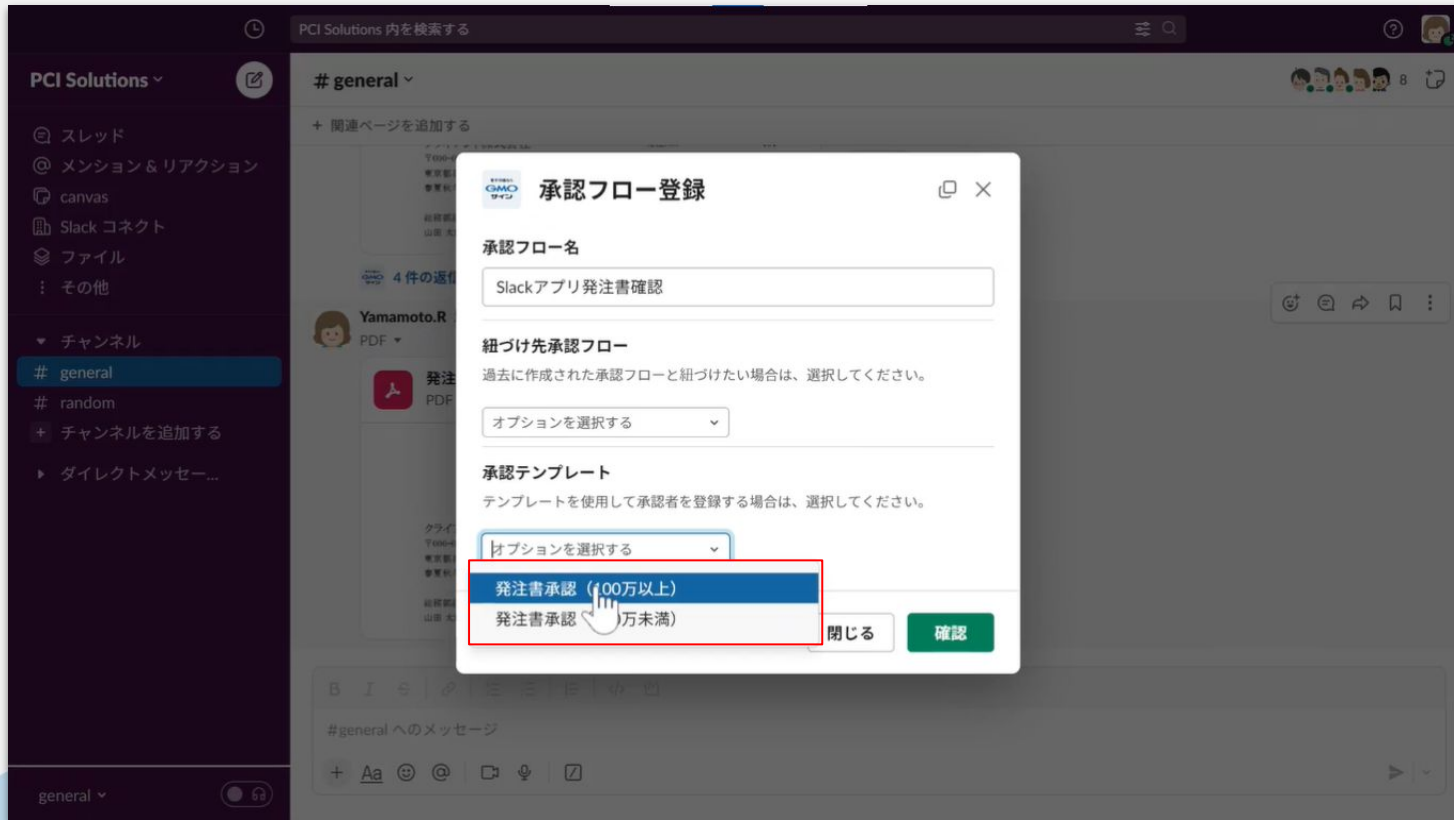 PCI Solutions 内を検索する
PCI Solutions
# general
8
スレッド
メンション & リアクション
canvas
Slack コネクト
ファイル
その他
チャンネル
# general
# random
+ チャンネルを追加する
ダイレクトメッセー...
general
+ 関連ページを追加する
4 件の返信
Yamamoto.R
PDF
発注
PDF
GMO
サイン
承認フロー登録
承認フロー名
Slackアプリ発注書確認
紐づけ先承認フロー
過去に作成された承認フローと紐づけたい場合は、選択してください。
オプションを選択する
承認テンプレート
テンプレートを使用して承認者を登録する場合は、選択してください。
オプションを選択する
発注書承認（100万以上）
発注書承認 万未満）
閉じる
確認
#general へのメッセージ
Aa